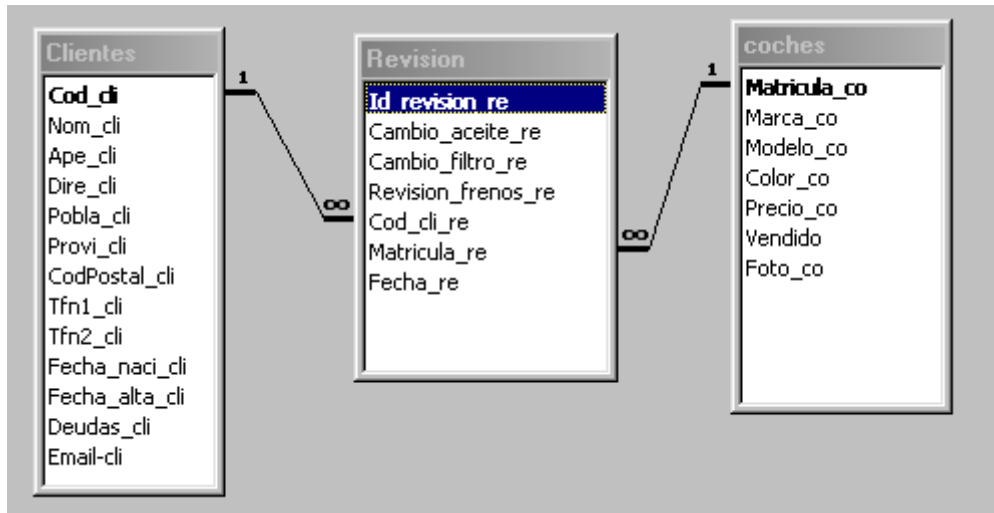 Clientes
Cod_cli
Nom_cli
Ape_cli
Dire_cli
Pobla_cli
Provi_cli
CodPostal_cli
Tfn1_cli
Tfn2_cli
Fecha_naci_cli
Fecha_alta_cli
Deudas_cli
Email-cli
1
∞
Revision
Id_revision_re
Cambio_aceite_re
Cambio_filtro_re
Revision_frenos_re
Cod_cli_re
Matricula_re
Fecha_re
∞
1
coches
Matricula_co
Marca_co
Modelo_co
Color_co
Precio_co
Vendido
Foto_co